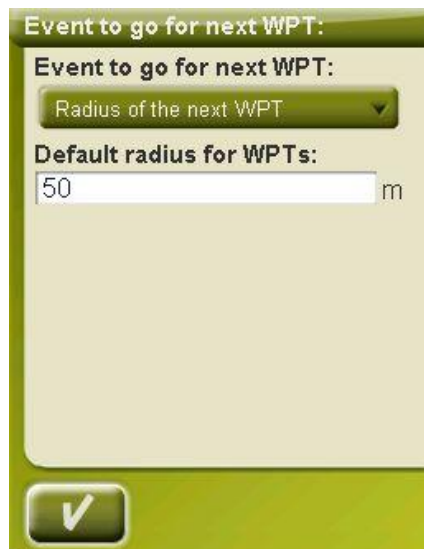 Event to go for next WPT:
Event to go for next WPT:
Radius of the next WPT
Default radius for WPTs:
50 m